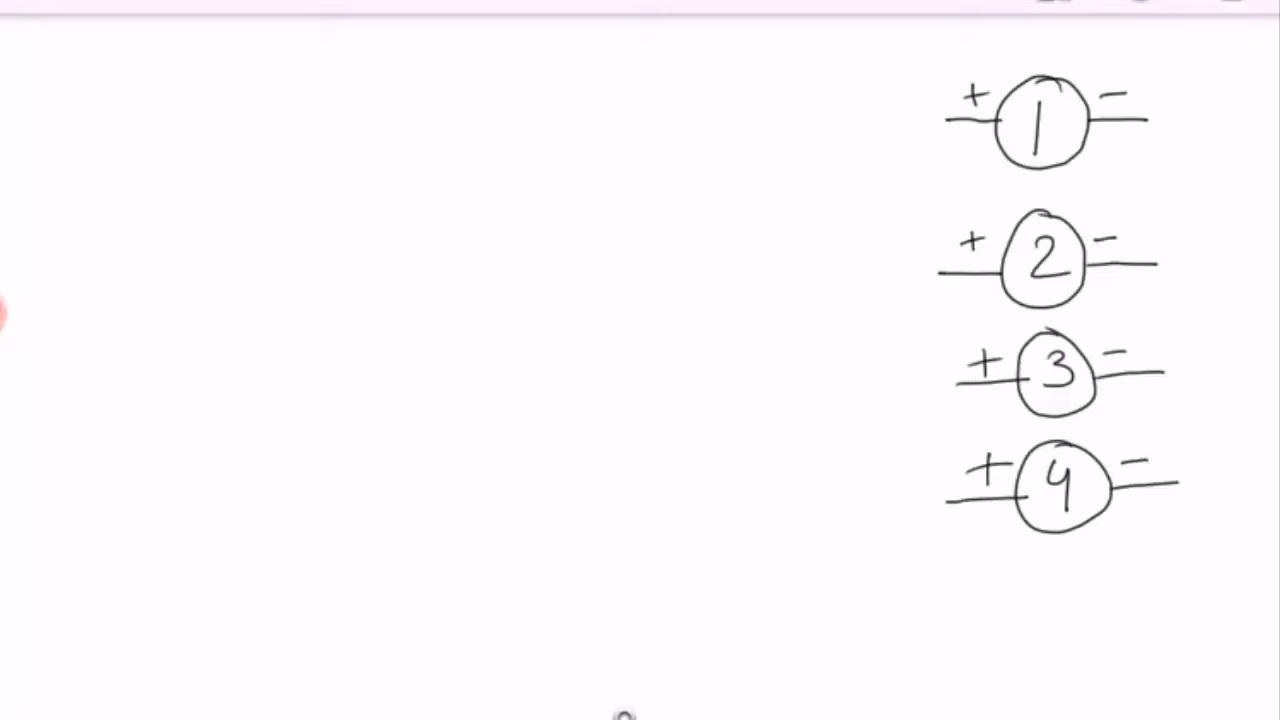 + 1 -
+ 2 -
+ 3 -
+ 4 -